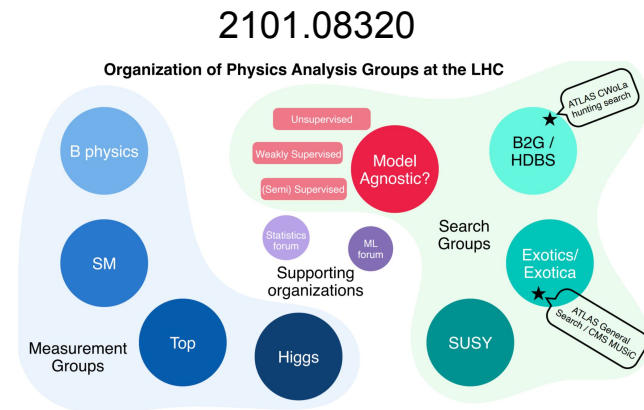 2101.08320
Organization of Physics Analysis Groups at the LHC
B physics
SM
Top
Higgs
Measurement
Groups
Unsupervised
Weakly Supervised
(Semi) Supervised
Model
Agnostic?
Statistics
forum
ML
forum
Supporting
organizations
Search
Groups
B2G /
HDBS
ATLAS CWoLa
hunting search
Exotics/
Exotica
ATLAS General
Search / CMS MUSiC
SUSY